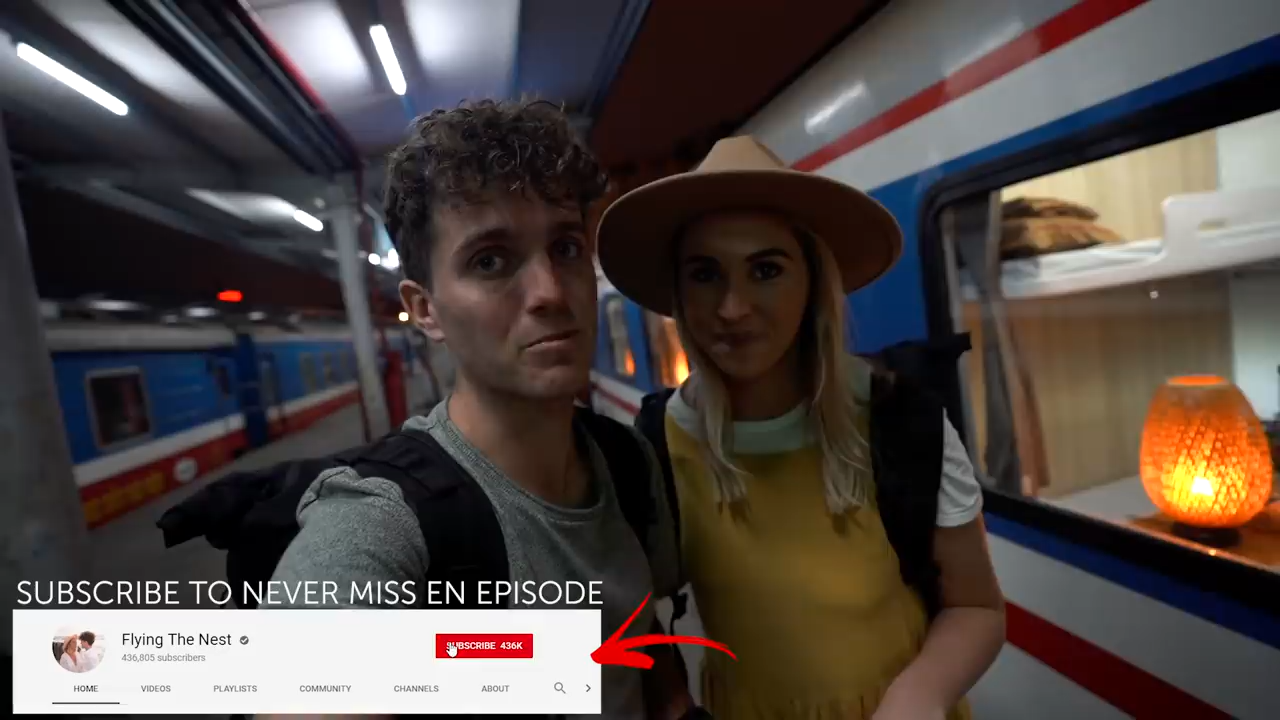 SUBSCRIBE TO NEVER MISS EN EPISODE
Flying The Nest
436,805 subscribers
SUBSCRIBE 436K
HOME VIDEOS PLAYLISTS COMMUNITY CHANNELS ABOUT